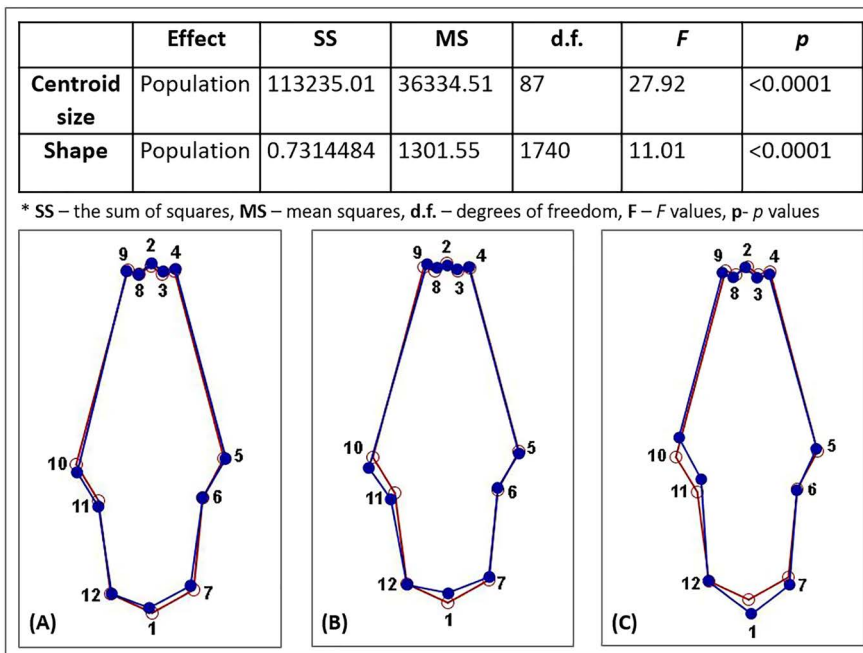 Effect SS MS d.f. F p
Centroid size Population 113235.01 36334.51 87 27.92 <0.0001
Shape Population 0.7314484 1301.55 1740 11.01 <0.0001
* SS – the sum of squares, MS – mean squares, d.f. – degrees of freedom, F – F values, p- p values
9 2 4
8 3
10 5
11 6
12 7
1
(A)
9 2 4
8 3
10 5
11 6
12 7
1
(B)
9 2 4
8 3
10 5
11 6
12 7
1
(C)